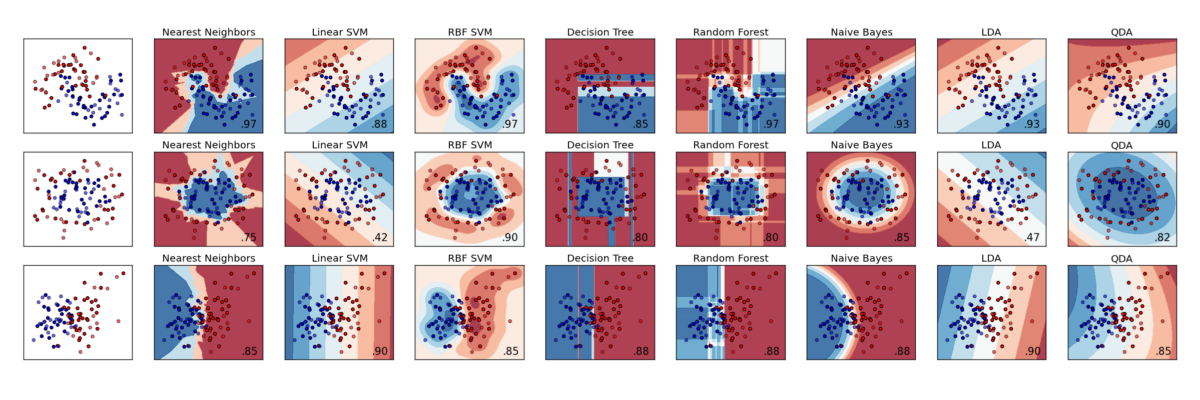 Nearest Neighbors Linear SVM RBF SVM Decision Tree Random Forest Naive Bayes LDA QDA
.97 .88 .97 .85 .97 .93 .93 .90
Nearest Neighbors Linear SVM RBF SVM Decision Tree Random Forest Naive Bayes LDA QDA
.75 .42 .90 .80 .80 .85 .47 .82
Nearest Neighbors Linear SVM RBF SVM Decision Tree Random Forest Naive Bayes LDA QDA
.85 .90 .85 .88 .88 .88 .90 .85